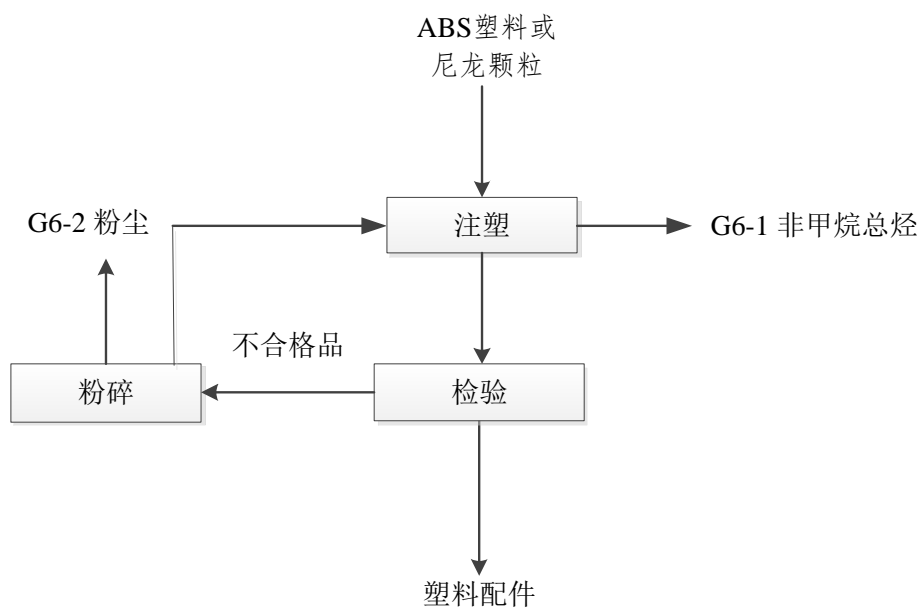 ABS塑料或
尼龙颗粒
G6-2 粉尘
注塑
G6-1 非甲烷总烃
不合格品
粉碎
检验
塑料配件